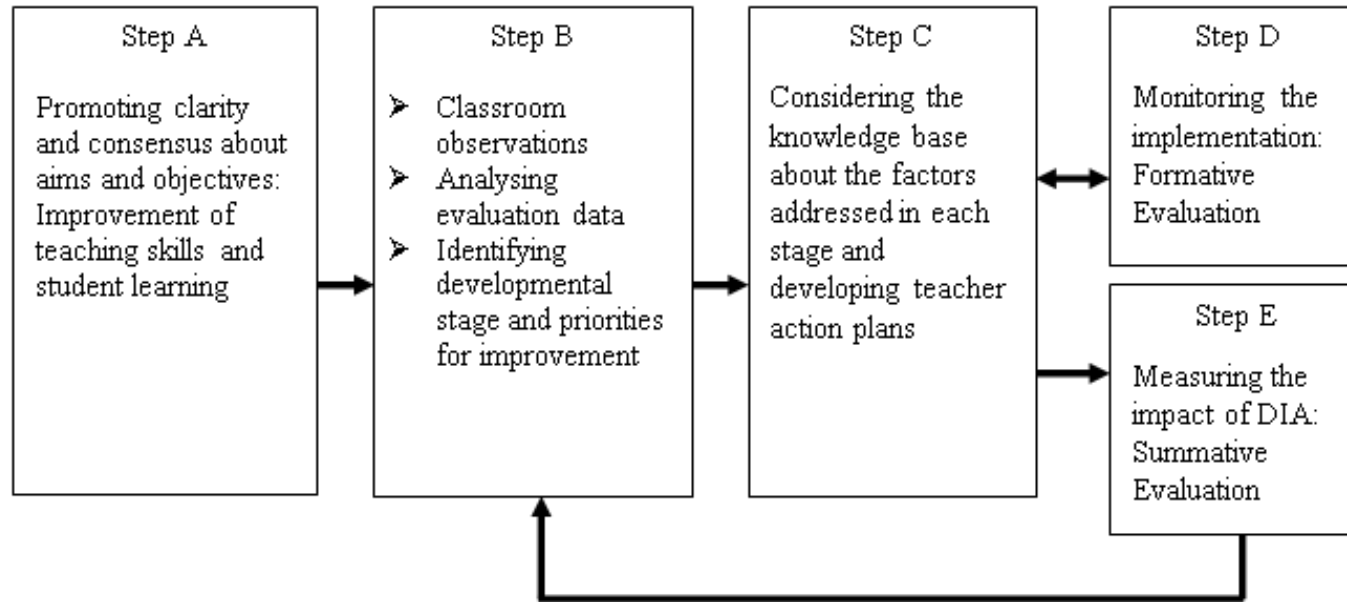 Step A
Promoting clarity
and consensus about
aims and objectives:
Improvement of
teaching skills and
student learning
Step B
➢ Classroom
observations
➢ Analysing
evaluation data
➢ Identifying
developmental
stage and priorities
for improvement
Step C
Considering the
knowledge base
about the factors
addressed in each
stage and
developing teacher
action plans
Step D
Monitoring the
implementation:
Formative
Evaluation
Step E
Measuring the
impact of DIA:
Summative
Evaluation